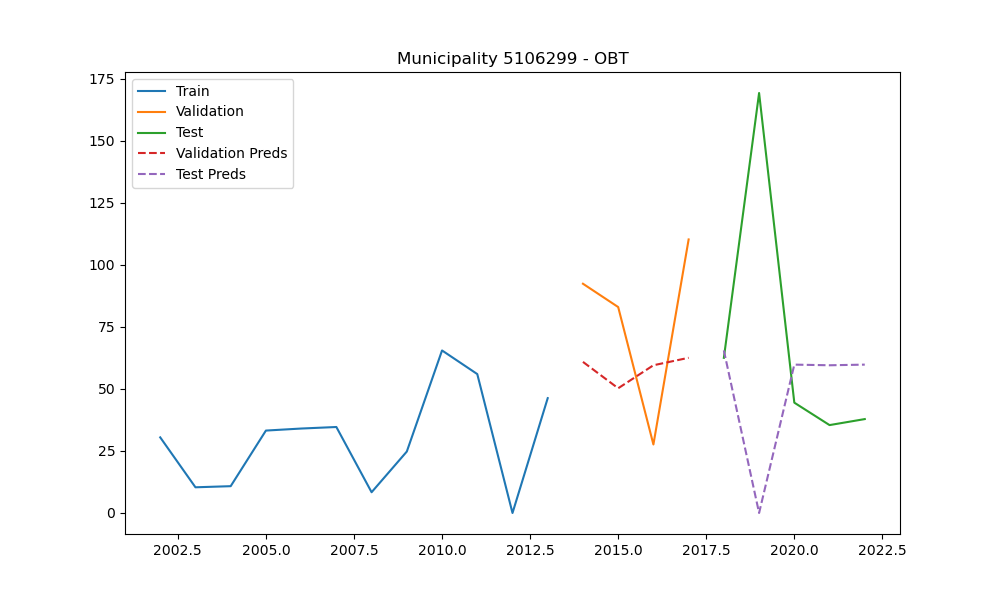 Municipality 5106299 - OBT
Train
Validation
Test
Validation Preds
Test Preds
175
150
125
100
75
50
25
0
2002.5 2005.0 2007.5 2010.0 2012.5 2015.0 2017.5 2020.0 2022.5